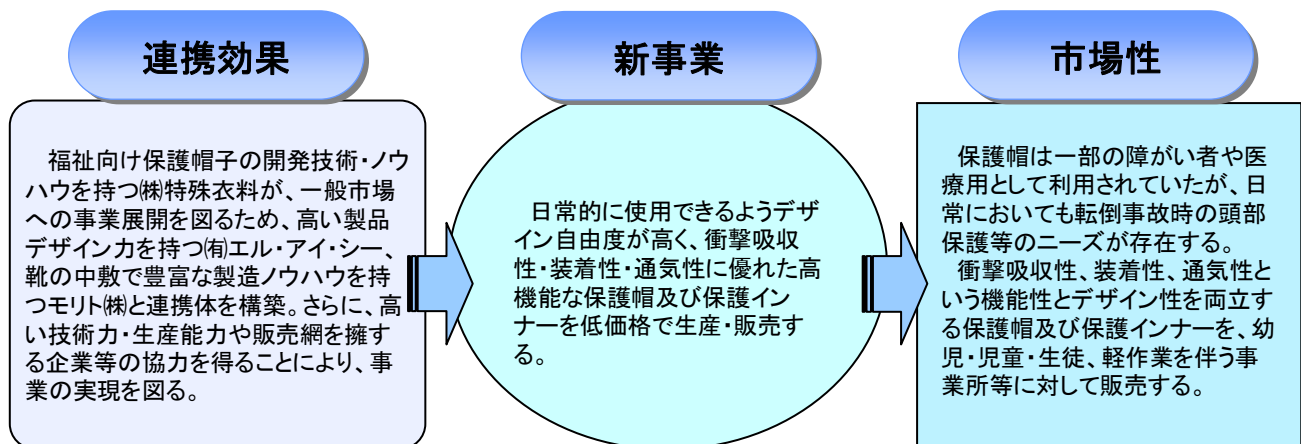 連携効果
福祉向け保護帽子の開発技術・ノウ
ハウを持つ㈱特殊衣料が、一般市場
への事業展開を図るため、高い製品
デザイン力を持つ㈲エル・アイ・シー、
靴の中敷で豊富な製造ノウハウを持
つモリト㈱と連携体を構築。さらに、高
い技術力・生産能力や販売網を擁す
る企業等の協力を得ることにより、事
業の実現を図る。
新事業
日常的に使用できるようデザ
イン自由度が高く、衝撃吸収
性・装着性・通気性に優れた高
機能な保護帽及び保護イン
ナーを低価格で生産・販売す
る。
市場性
保護帽は一部の障がい者や医
療用として利用されていたが、日
常においても転倒事故時の頭部
保護等のニーズが存在する。
衝撃吸収性、装着性、通気性と
いう機能性とデザイン性を両立す
る保護帽及び保護インナーを、幼
児・児童・生徒、軽作業を伴う事
業所等に対して販売する。